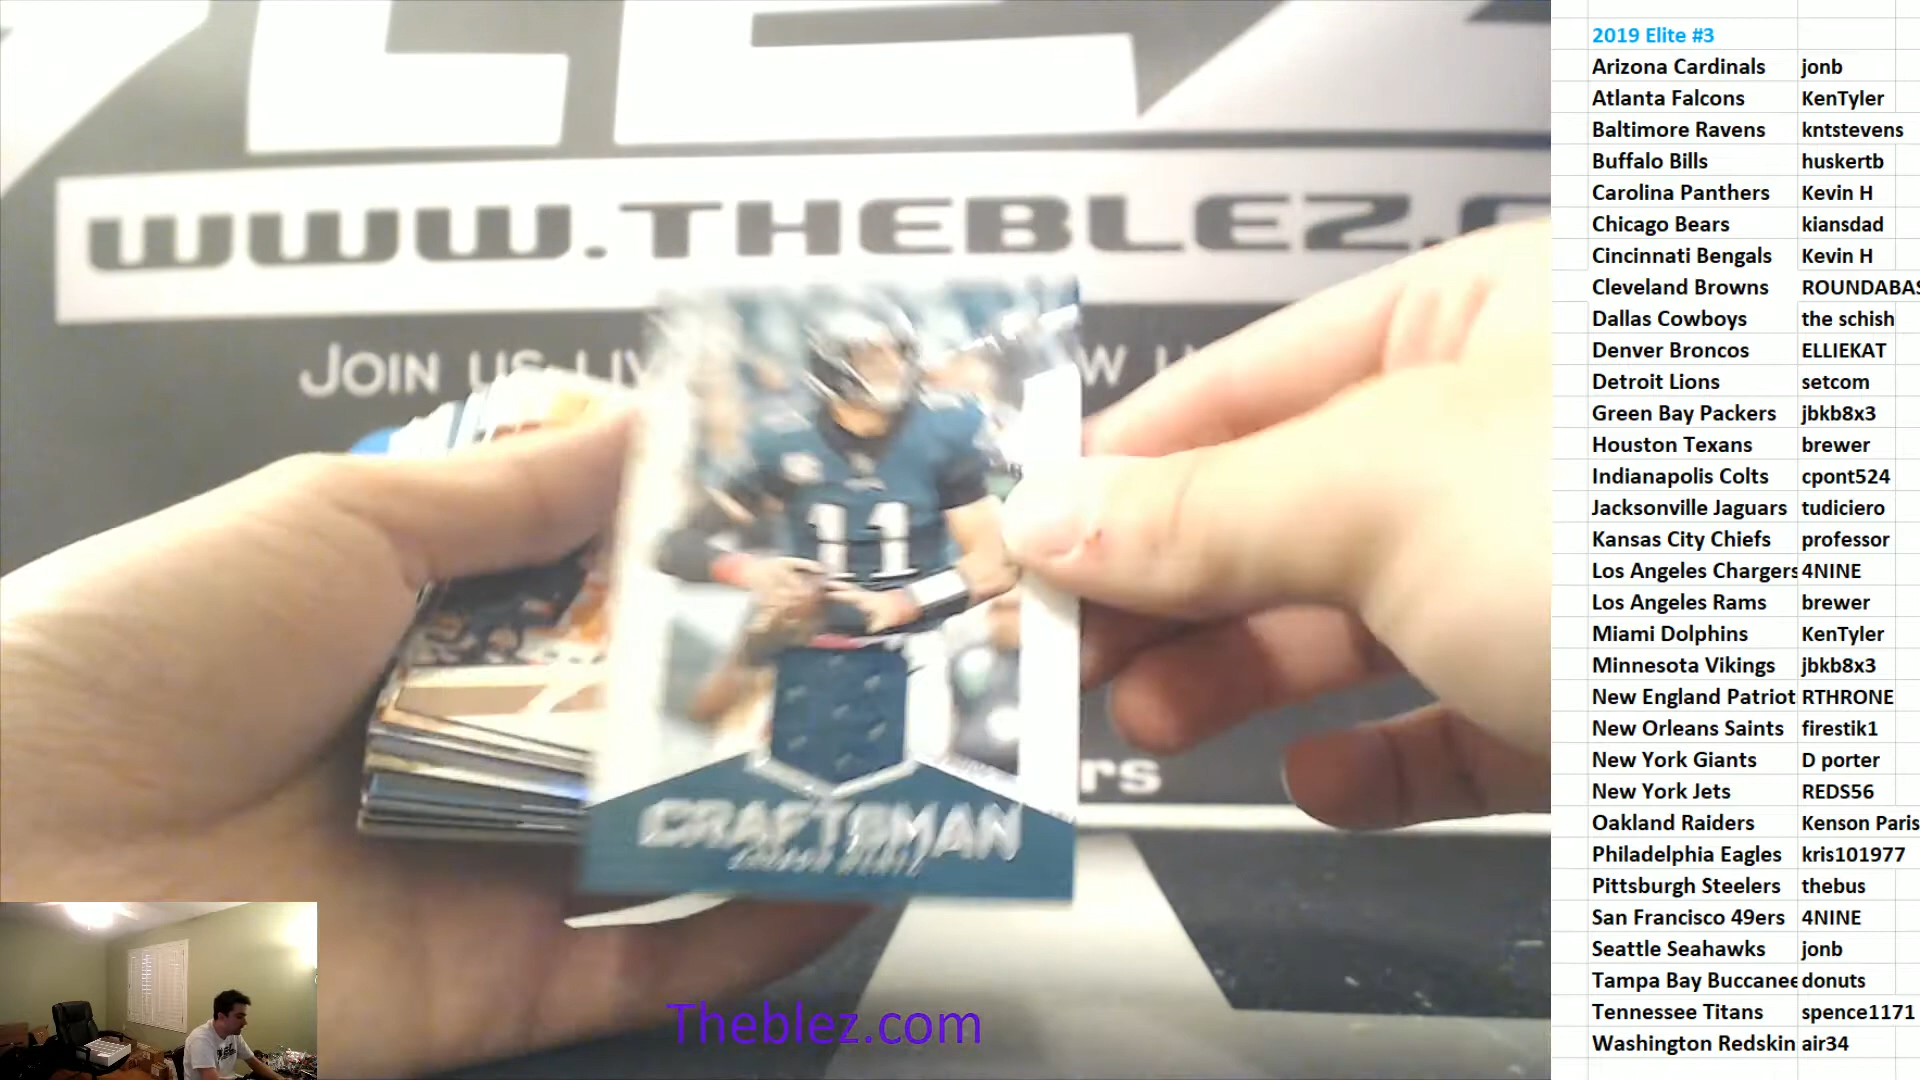 WWW.THEBLEZ.
JOIN US LIV
W U
11
rs
CRAFTSMAN
CARSON WENTZ
Theblez.com
2019 Elite #3
Arizona Cardinals jonb
Atlanta Falcons KenTyler
Baltimore Ravens kntstevens
Buffalo Bills huskertb
Carolina Panthers Kevin H
Chicago Bears kiansdad
Cincinnati Bengals Kevin H
Cleveland Browns ROUNDABAS
Dallas Cowboys the schish
Denver Broncos ELLIEKAT
Detroit Lions setcom
Green Bay Packers jbkb8x3
Houston Texans brewer
Indianapolis Colts cpont524
Jacksonville Jaguars tudiciero
Kansas City Chiefs professor
Los Angeles Chargers 4NINE
Los Angeles Rams brewer
Miami Dolphins KenTyler
Minnesota Vikings jbkb8x3
New England Patriot RTHRONE
New Orleans Saints firestik1
New York Giants D porter
New York Jets REDS56
Oakland Raiders Kenson Paris
Philadelphia Eagles kris101977
Pittsburgh Steelers thebus
San Francisco 49ers 4NINE
Seattle Seahawks jonb
Tampa Bay Buccanee donuts
Tennessee Titans spence1171
Washington Redskin air34